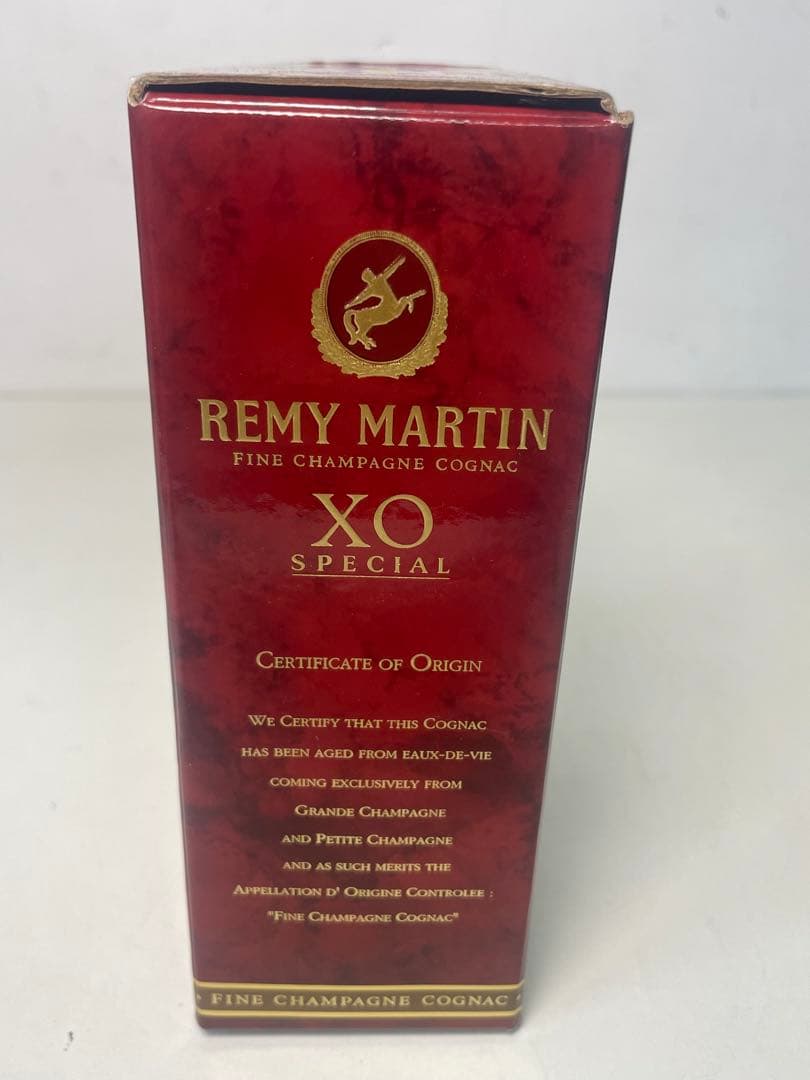 REMY MARTIN
FINE CHAMPAGNE COGNAC
XO
SPECIAL
CERTIFICATE OF ORIGIN
WE CERTIFY THAT THIS COGNAC
HAS BEEN AGED FROM EAUX-DE-VIE
COMING EXCLUSIVELY FROM
GRANDE CHAMPAGNE
AND PETITE CHAMPAGNE
AND AS SUCH MERITS THE
APPELLATION D' ORIGINE CONTROLEE :
"FINE CHAMPAGNE COGNAC"
FINE CHAMPAGNE COGNAC